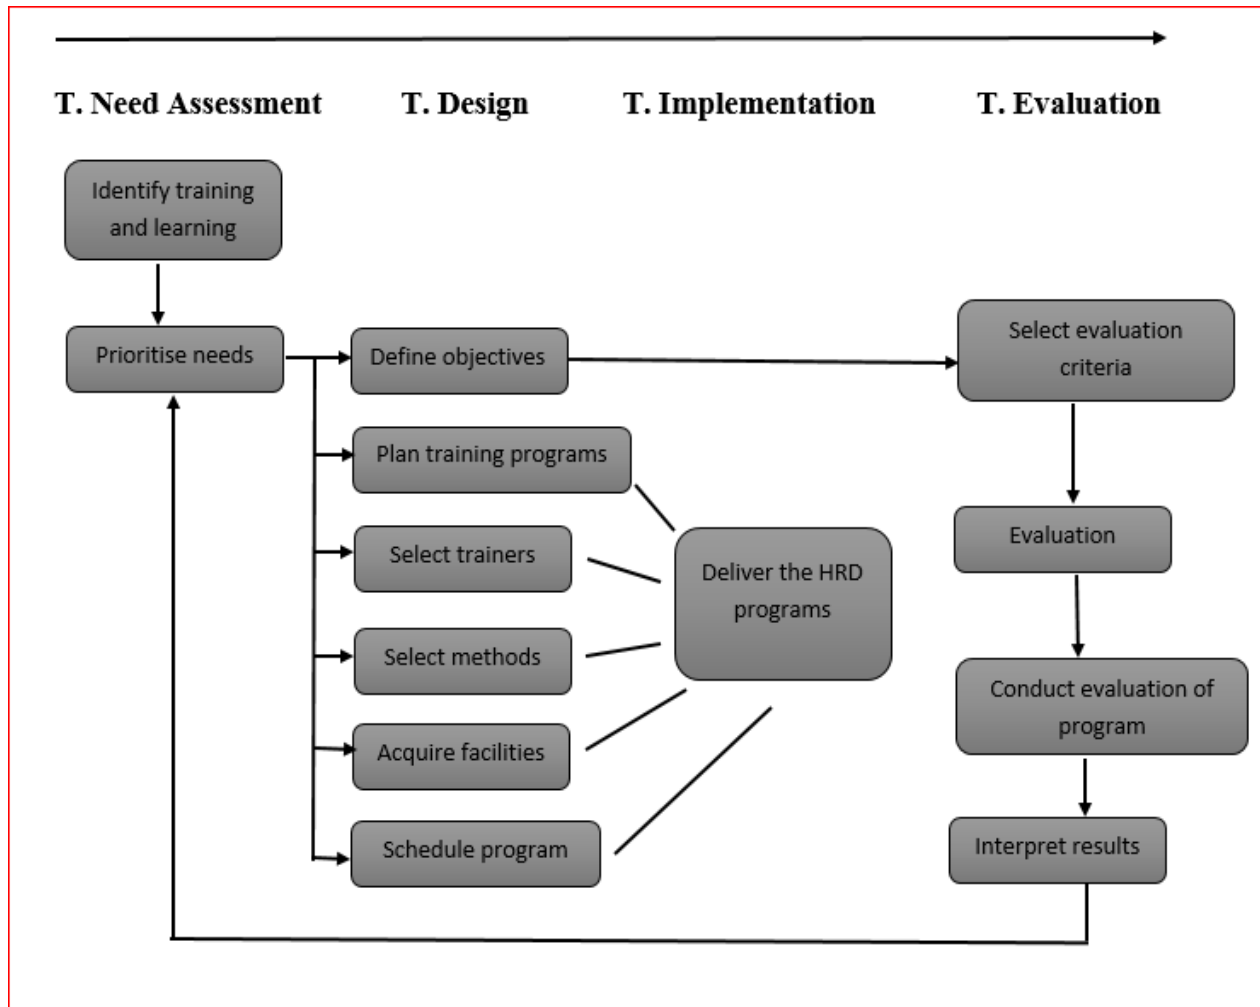 T. Need Assessment
T. Design
T. Implementation
T. Evaluation
Identify training
and learning
Prioritise needs
Define objectives
Select evaluation
criteria
Plan training programs
Select trainers
Deliver the HRD
programs
Evaluation
Select methods
Conduct evaluation of
program
Acquire facilities
Schedule program
Interpret results